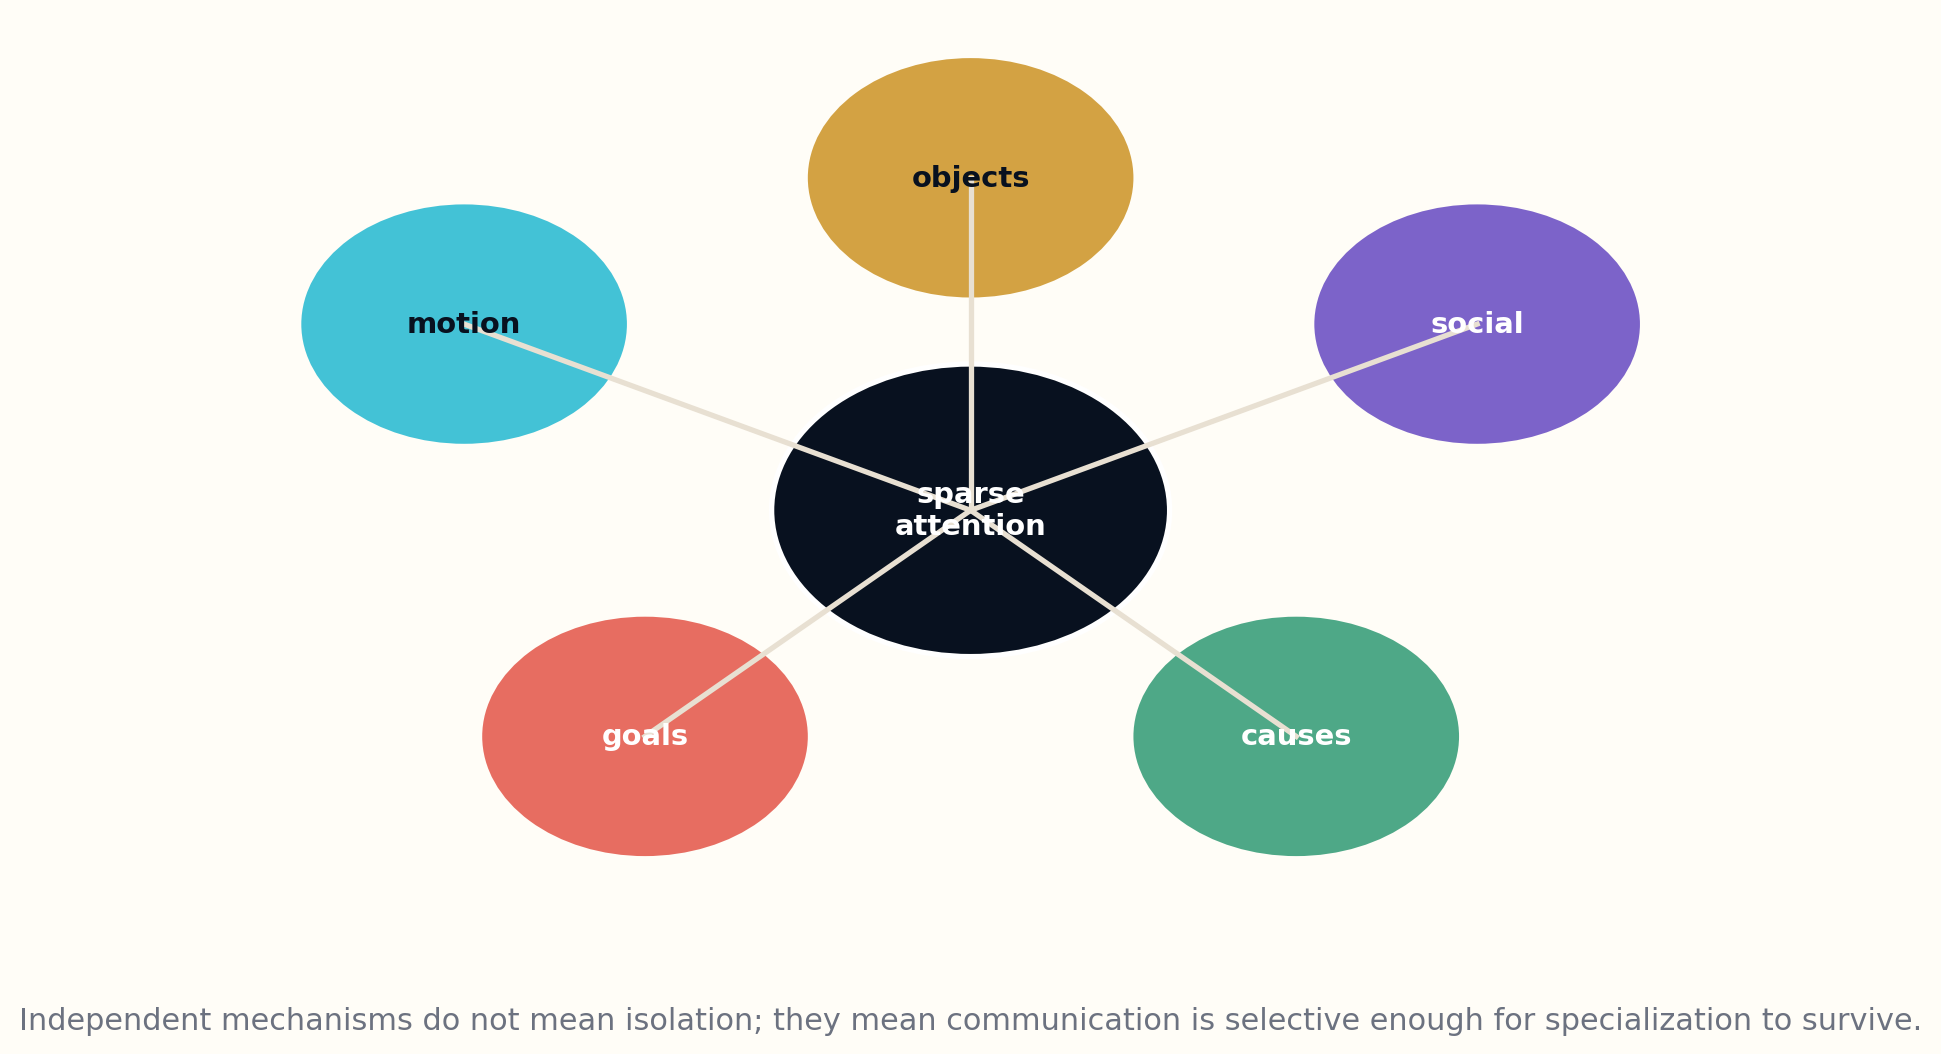 objects
motion
social
sparse
attention
goals
causes
Independent mechanisms do not mean isolation; they mean communication is selective enough for specialization to survive.